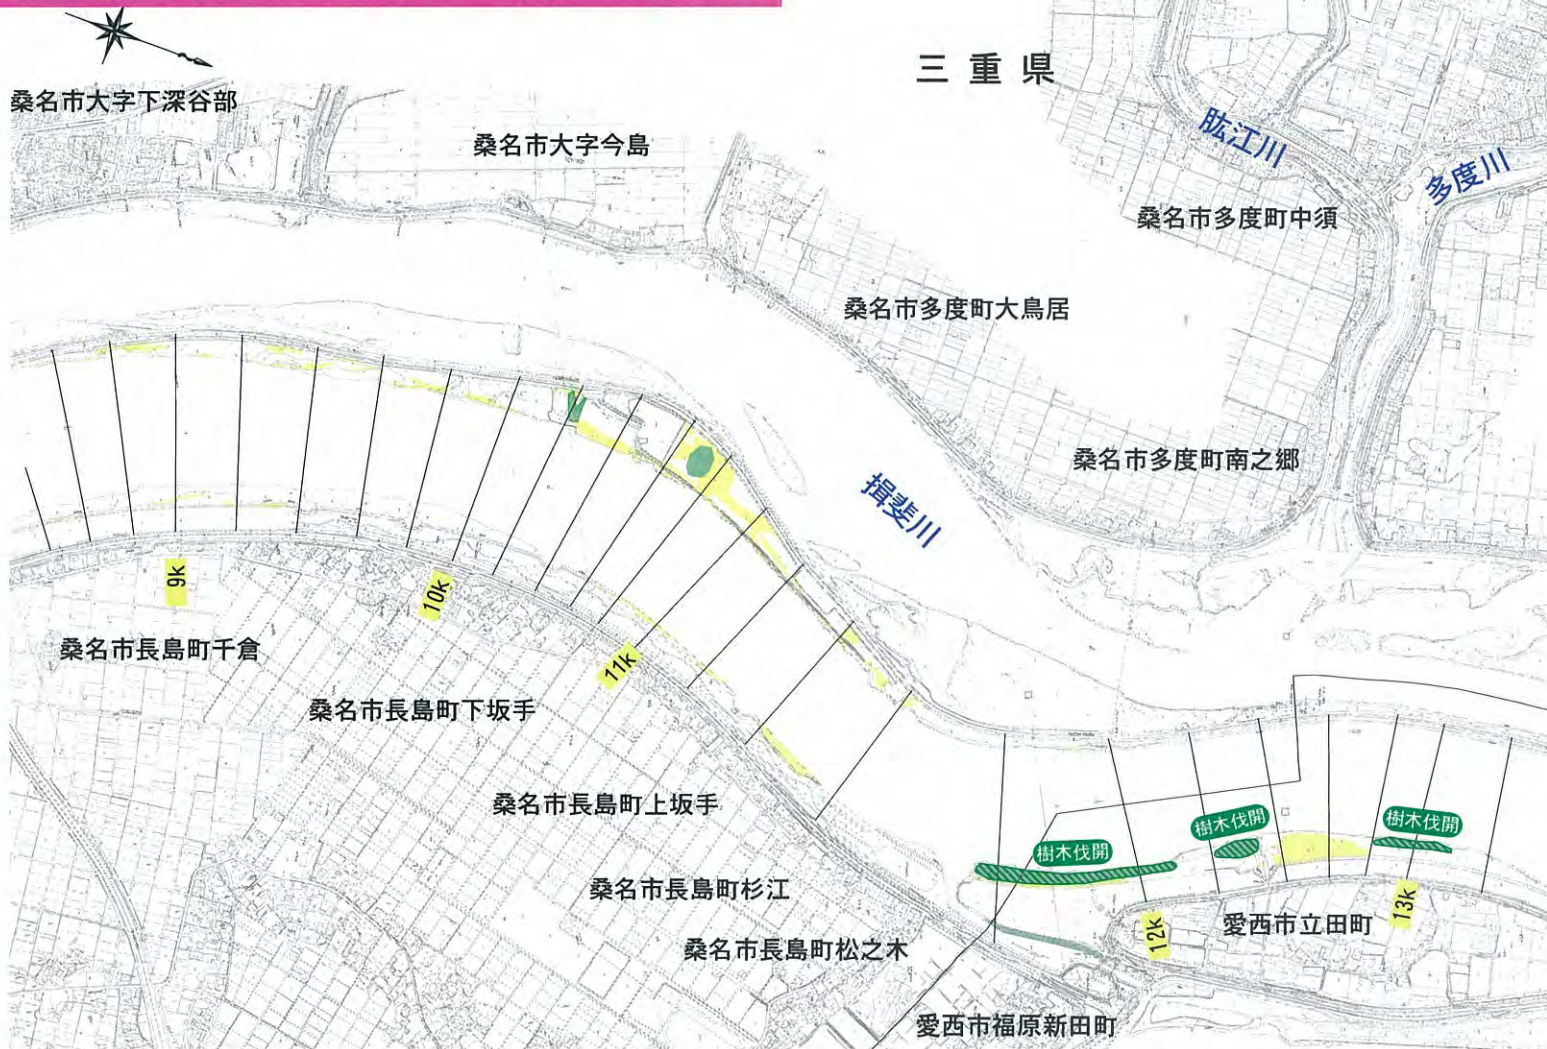 三重県
桑名市大字下深谷部
桑名市大字今島
肱江川
多度川
桑名市多度町中須
桑名市多度町大鳥居
桑名市多度町南之郷
揖斐川
9k
10k
11k
12k
13k
桑名市長島町千倉
桑名市長島町下坂手
桑名市長島町上坂手
桑名市長島町杉江
桑名市長島町松之木
樹木伐開
樹木伐開
樹木伐開
愛西市立田町
愛西市福原新田町